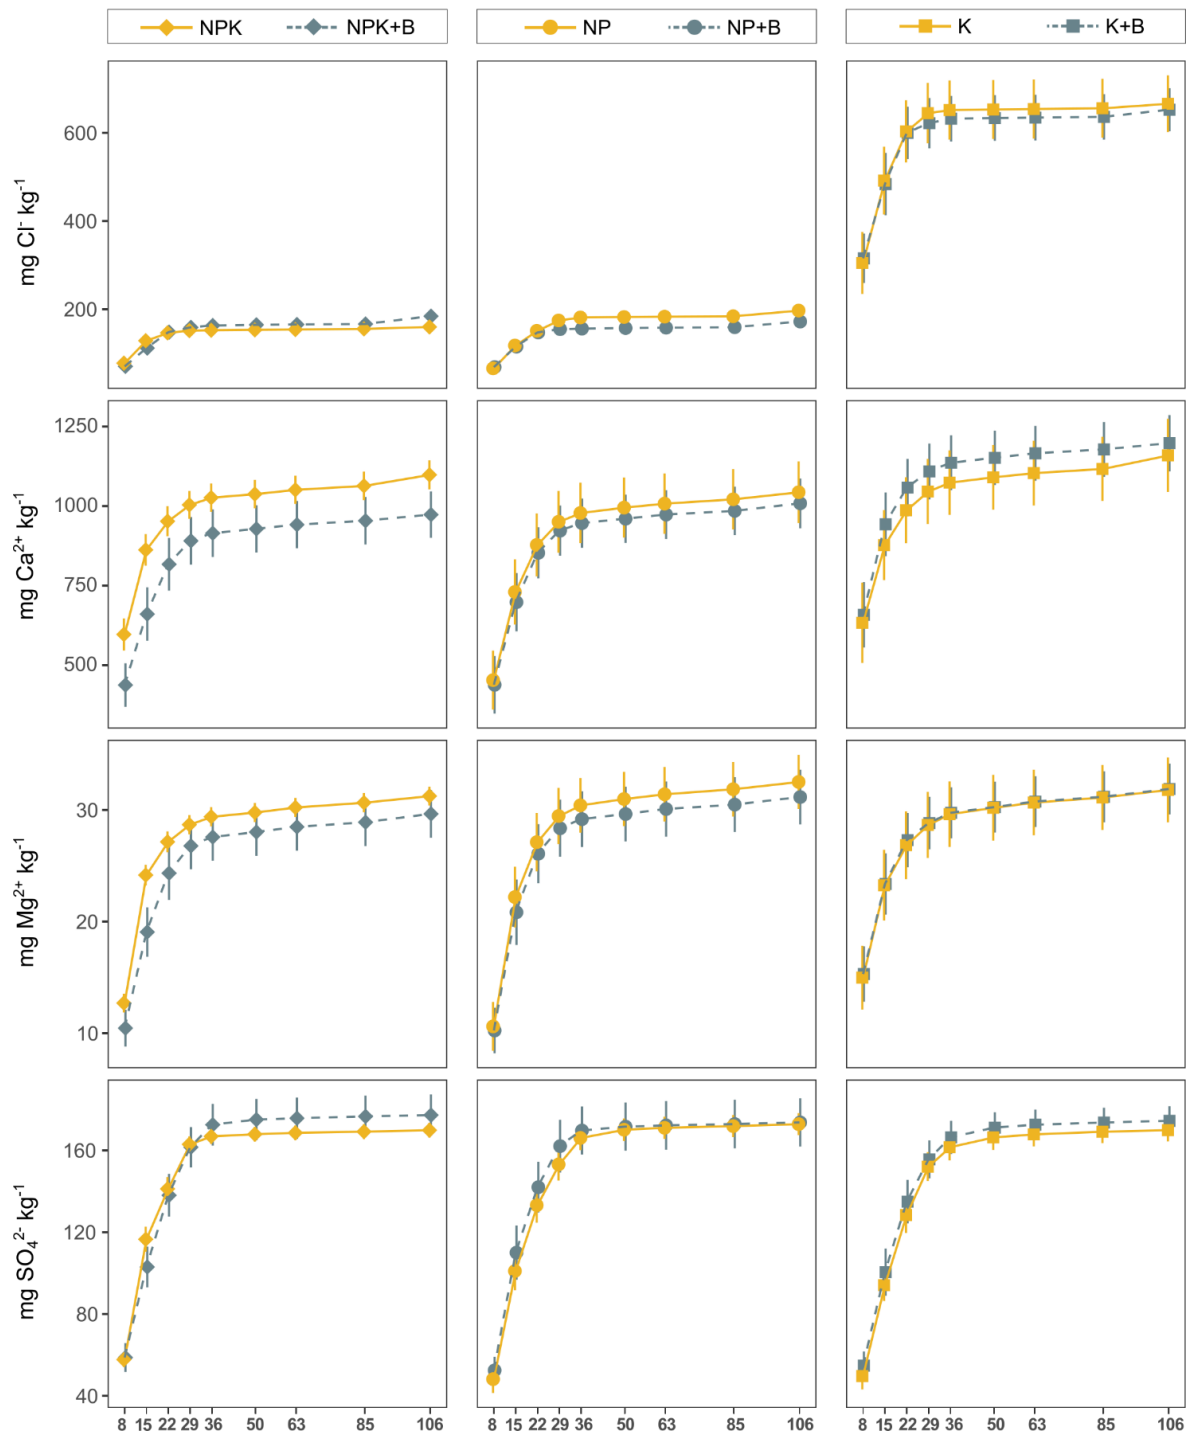 NPK NPK+B NP NP+B K K+B
mg Cl⁻ kg⁻¹
600
400
200
mg Ca²⁺ kg⁻¹
1250
1000
750
500
mg Mg²⁺ kg⁻¹
30
20
10
mg SO₄²⁻ kg⁻¹
160
120
80
40
8 15 22 29 36 50 63 85 106 8 15 22 29 36 50 63 85 106 8 15 22 29 36 50 63 85 106